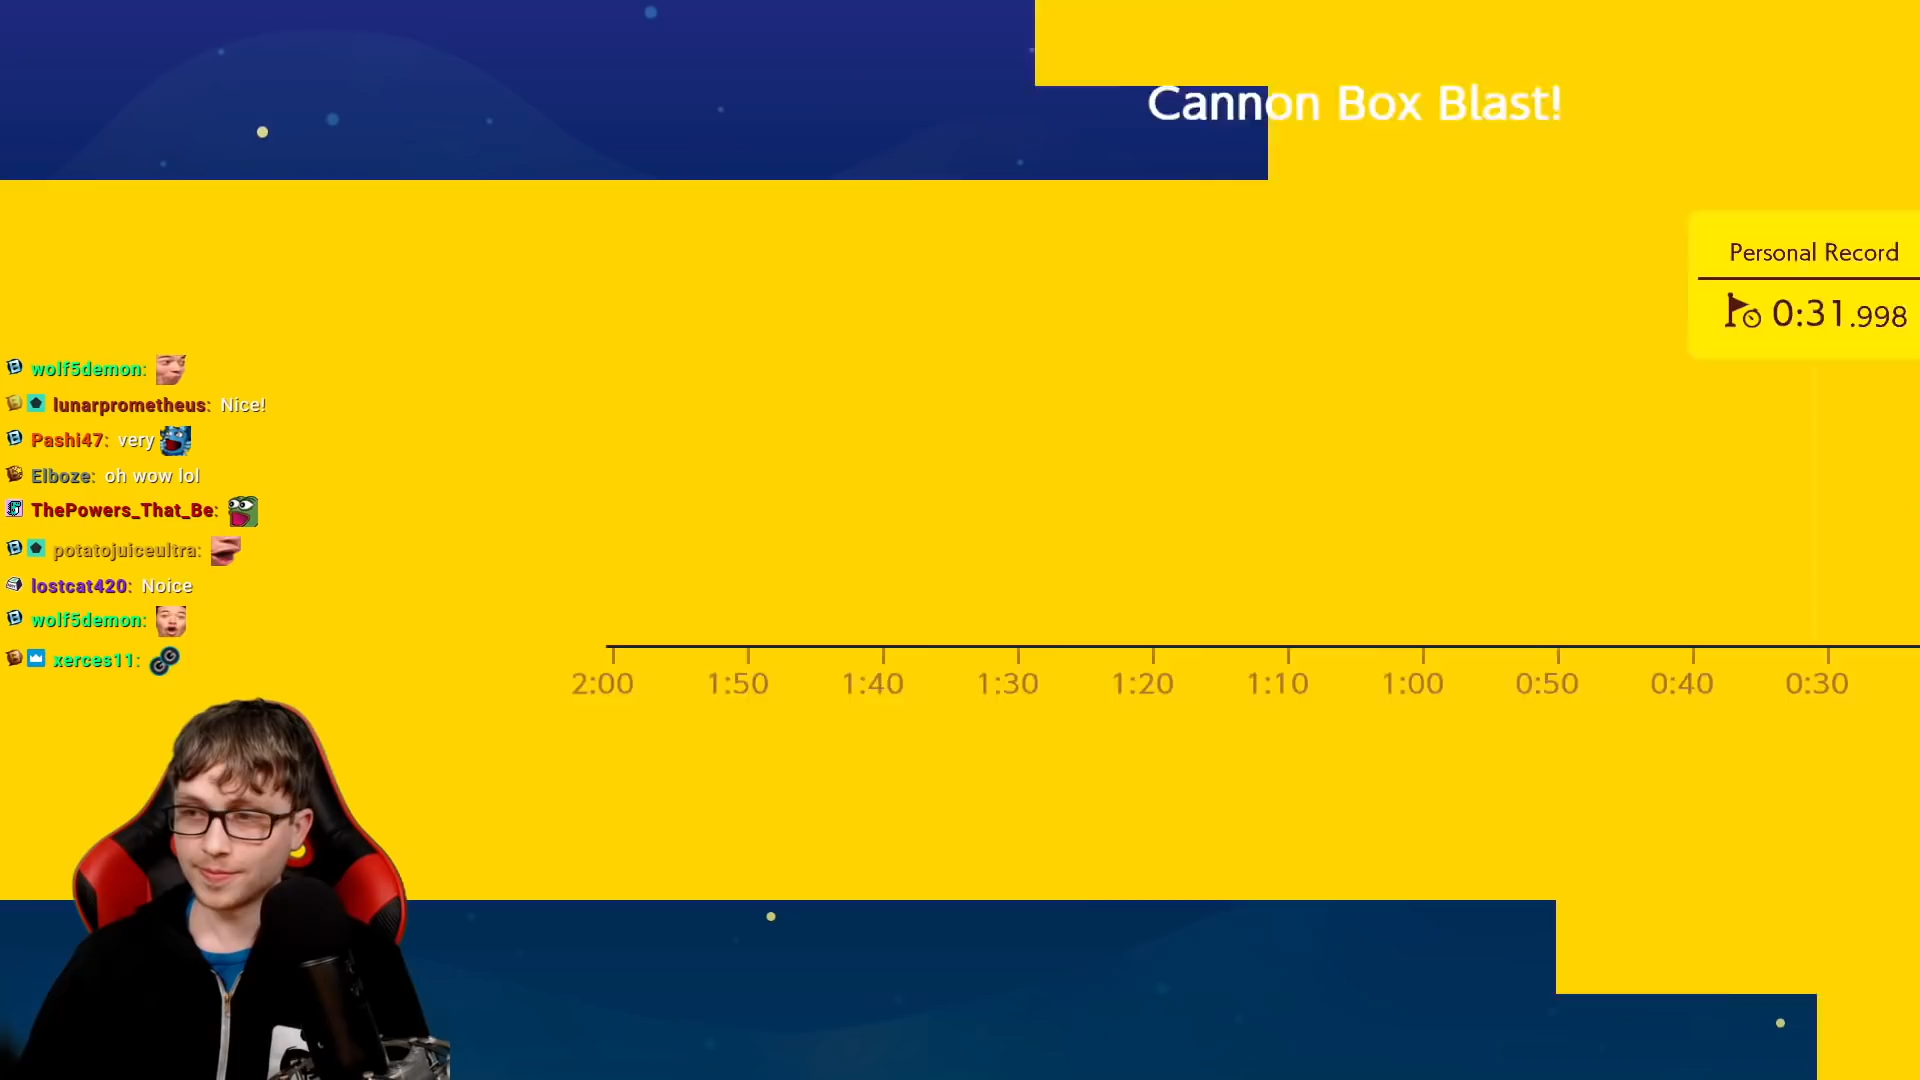 Cannon Box Blast!
Personal Record
0:31.998
wolf5demon:
lunarprometheus: Nice!
Pashi47: very
Elboze: oh wow lol
ThePowers_That_Be:
potatojuiceultra:
lostcat420: Noice
wolf5demon:
xerces11: GG
2:00 1:50 1:40 1:30 1:20 1:10 1:00 0:50 0:40 0:30